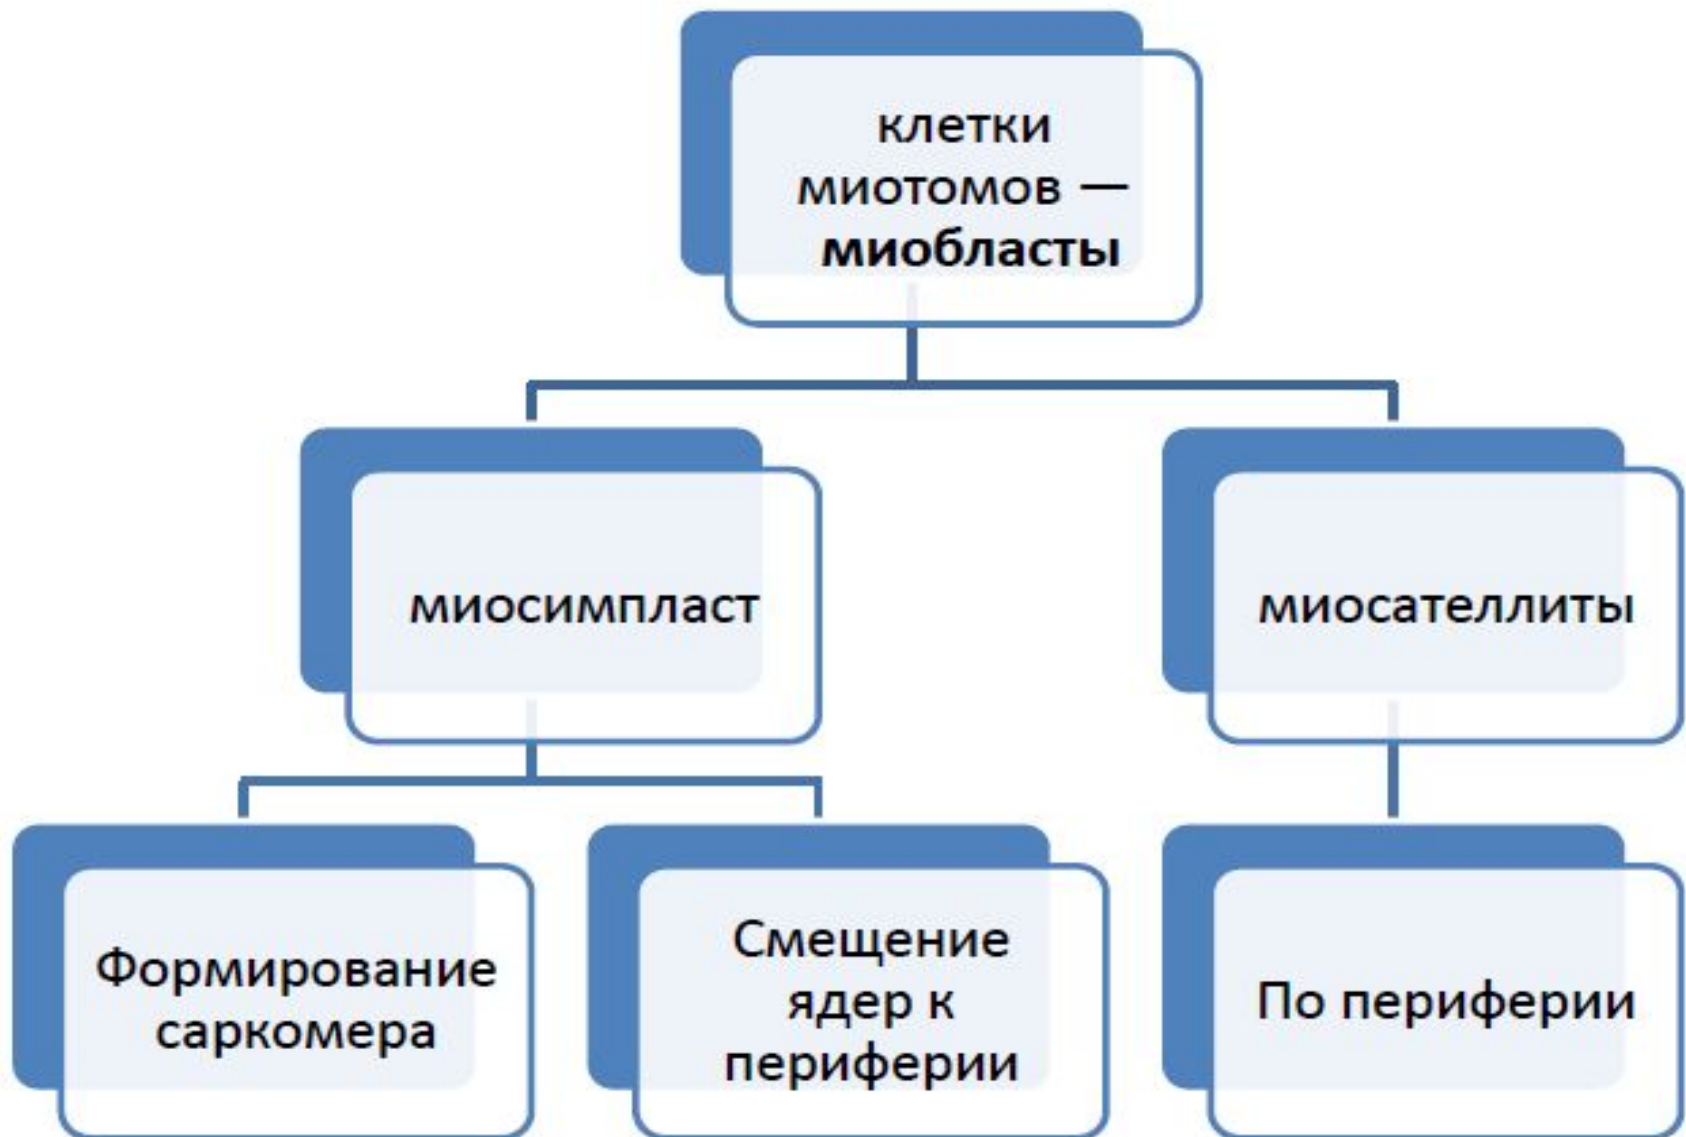 клетки
миотомов —
миобласты
миосимпласт
миосателлиты
Формирование
саркомера
Смещение
ядер к
периферии
По периферии